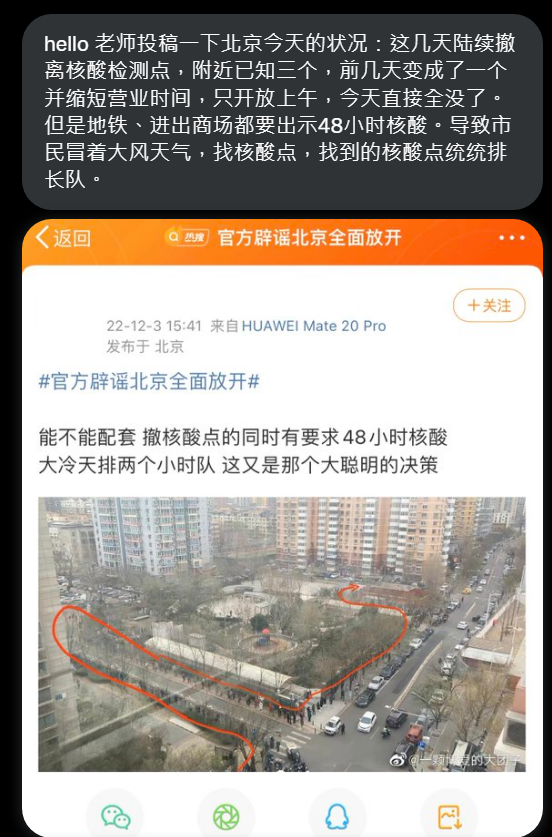 hello 老师投稿一下北京今天的状况：这几天陆续撤
离核酸检测点，附近已知三个，前几天变成了一个
并缩短营业时间，只开放上午，今天直接全没了。
但是地铁、进出商场都要出示48小时核酸。导致市
民冒着大风天气，找核酸点，找到的核酸点统统排
长队。
返回
热搜
官方辟谣北京全面放开
＋关注
22-12-3 15:41 来自HUAWEI Mate 20 Pro
发布于 北京
#官方辟谣北京全面放开#
能不能配套 撤核酸点的同时有要求48小时核酸
大冷天排两个小时队 这又是那个大聪明的决策